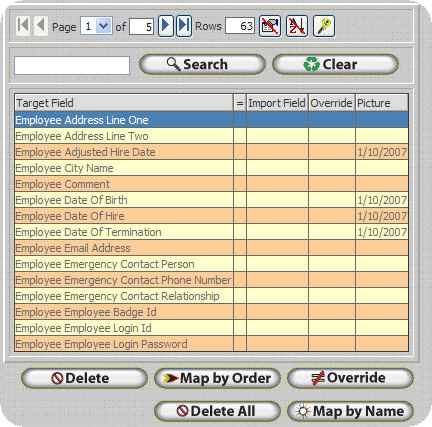 Page 1 of 5 Rows 63
Search Clear
Target Field = Import Field Override Picture
Employee Address Line One
Employee Address Line Two
Employee Adjusted Hire Date 1/10/2007
Employee City Name
Employee Comment
Employee Date Of Birth 1/10/2007
Employee Date Of Hire 1/10/2007
Employee Date Of Termination 1/10/2007
Employee Email Address
Employee Emergency Contact Person
Employee Emergency Contact Phone Number
Employee Emergency Contact Relationship
Employee Employee Badge Id
Employee Employee Login Id
Employee Employee Login Password
Delete Map by Order Override
Delete All Map by Name